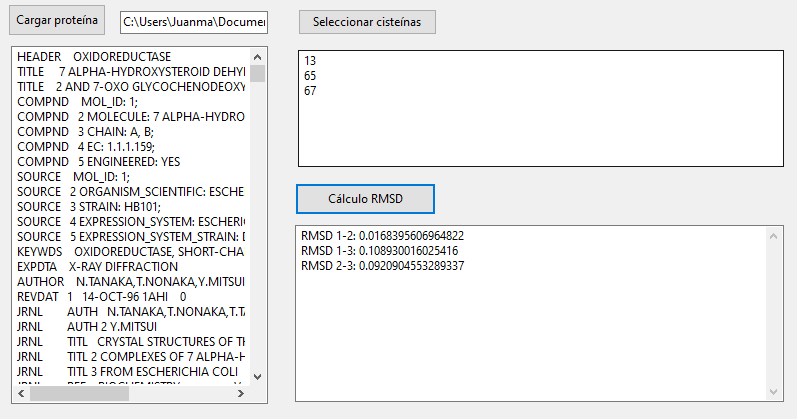 Cargar proteína
C:\Users\Juanma\Documer
Seleccionar cisteínas
HEADER OXIDOREDUCTASE
TITLE 7 ALPHA-HYDROXYSTEROID DEHY
TITLE 2 AND 7-OXO GLYCOCHENODEOXY
COMPND MOL_ID: 1;
COMPND 2 MOLECULE: 7 ALPHA-HYDRO
COMPND 3 CHAIN: A, B;
COMPND 4 EC: 1.1.1.159;
COMPND 5 ENGINEERED: YES
SOURCE MOL_ID: 1;
SOURCE 2 ORGANISM_SCIENTIFIC: ESCHE
SOURCE 3 STRAIN: HB101;
SOURCE 4 EXPRESSION_SYSTEM: ESCHERI
SOURCE 5 EXPRESSION_SYSTEM_STRAIN:
KEYWDS OXIDOREDUCTASE, SHORT-CHA
EXPDTA X-RAY DIFFRACTION
AUTHOR N.TANAKA,T.NONAKA,Y.MITSUI
REVDAT 1 14-OCT-96 1AHI 0
JRNL AUTH N.TANAKA,T.NONAKA,T.T
JRNL AUTH 2 Y.MITSUI
JRNL TITL CRYSTAL STRUCTURES OF TH
JRNL TITL 2 COMPLEXES OF 7 ALPHA-H
JRNL TITL 3 FROM ESCHERICHIA COLI
13
65
67
Cálculo RMSD
RMSD 1-2: 0.0168395606964822
RMSD 1-3: 0.108930016025416
RMSD 2-3: 0.0920904553289337